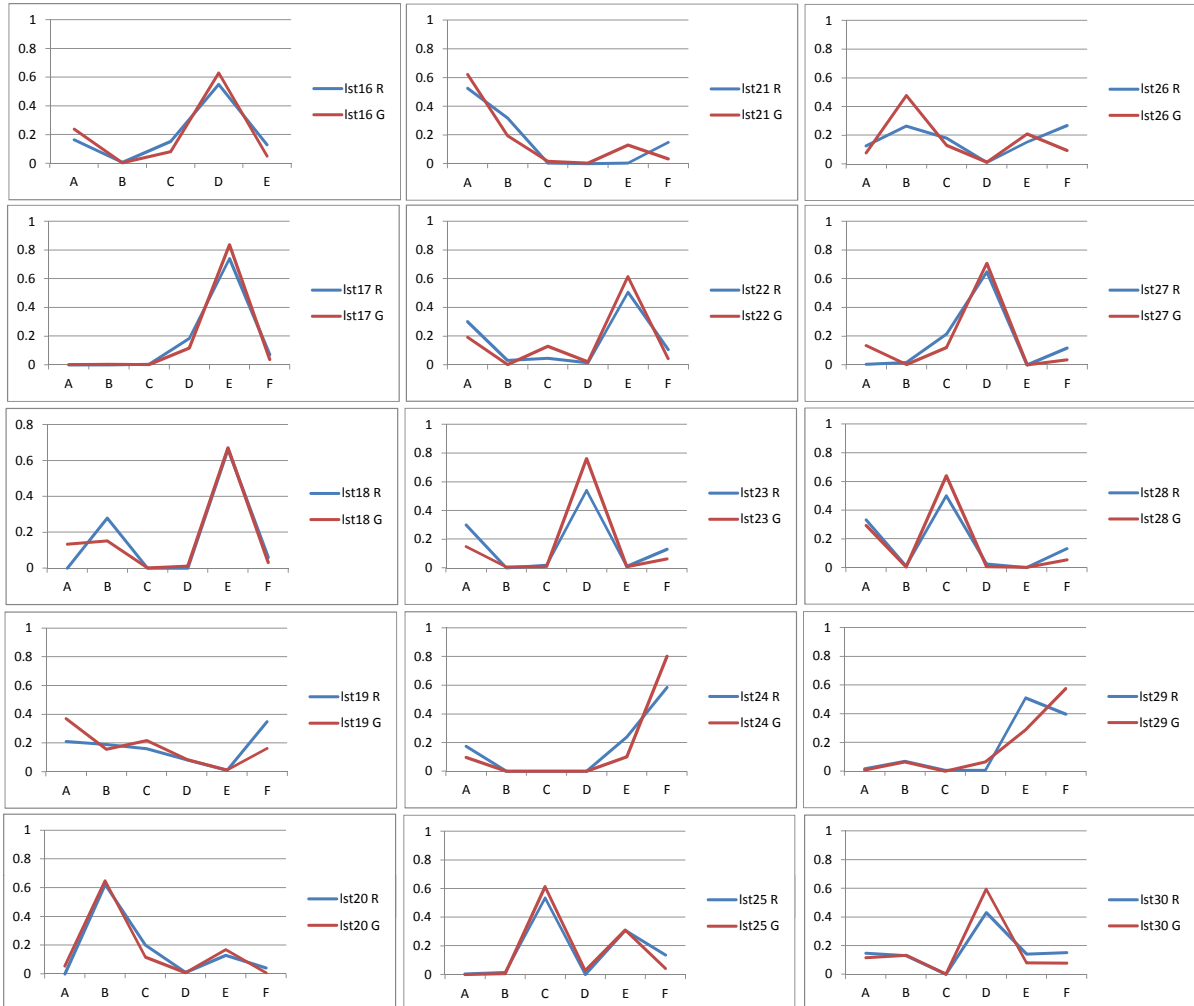 1
0.8
0.6
0.4
0.2
0
A B C D E
lst16 R
lst16 G
1
0.8
0.6
0.4
0.2
0
A B C D E F
lst21 R
lst21 G
1
0.8
0.6
0.4
0.2
0
A B C D E F
lst26 R
lst26 G
1
0.8
0.6
0.4
0.2
0
A B C D E F
lst17 R
lst17 G
1
0.8
0.6
0.4
0.2
0
A B C D E F
lst22 R
lst22 G
1
0.8
0.6
0.4
0.2
0
A B C D E F
lst27 R
lst27 G
0.8
0.6
0.4
0.2
0
A B C D E F
lst18 R
lst18 G
1
0.8
0.6
0.4
0.2
0
A B C D E F
lst23 R
lst23 G
1
0.8
0.6
0.4
0.2
0
A B C D E F
lst28 R
lst28 G
1
0.8
0.6
0.4
0.2
0
A B C D E F
lst19 R
lst19 G
1
0.8
0.6
0.4
0.2
0
A B C D E F
lst24 R
lst24 G
1
0.8
0.6
0.4
0.2
0
A B C D E F
lst29 R
lst29 G
1
0.8
0.6
0.4
0.2
0
A B C D E F
lst20 R
lst20 G
1
0.8
0.6
0.4
0.2
0
A B C D E F
lst25 R
lst25 G
1
0.8
0.6
0.4
0.2
0
A B C D E F
lst30 R
lst30 G